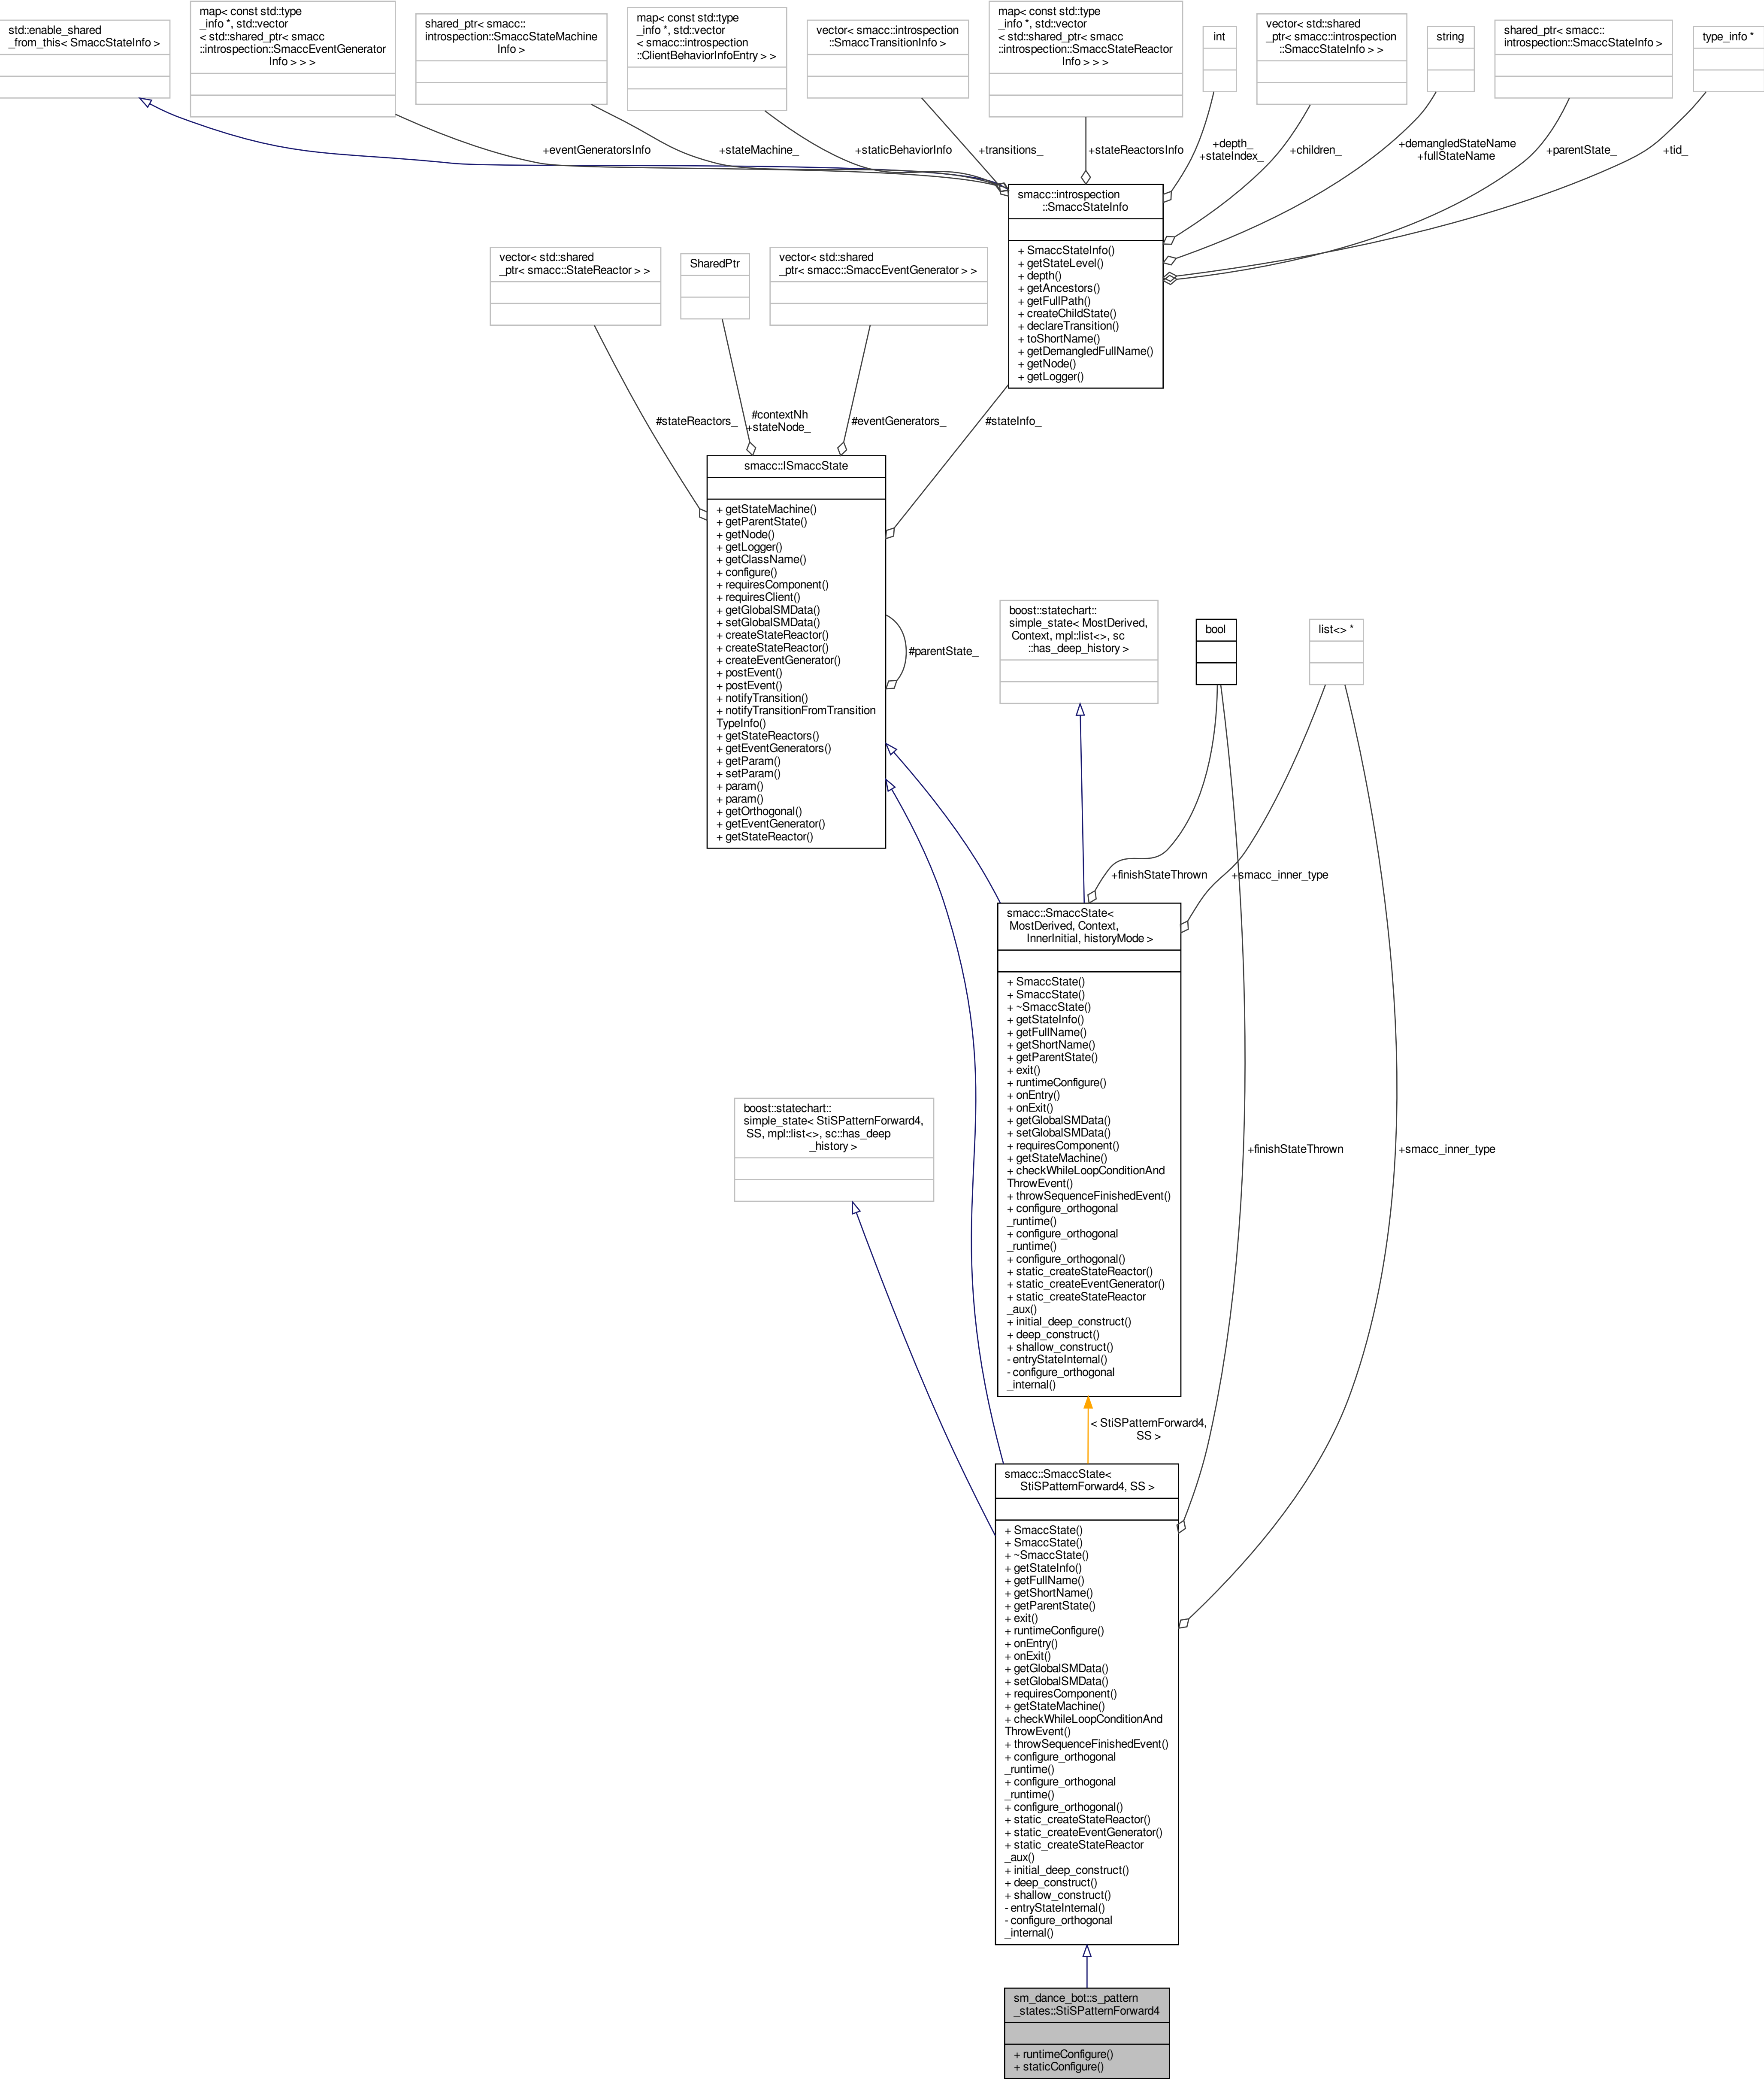 std::enable_shared
_from_this< SmaccStateInfo >
map< const std::type
_info *, std::vector
< std::shared_ptr< smacc
::introspection::SmaccEventGenerator
Info > > >
shared_ptr< smacc::
introspection::SmaccStateMachine
Info >
map< const std::type
_info *, std::vector
< smacc::introspection
::ClientBehaviorInfoEntry > >
vector< smacc::introspection
::SmaccTransitionInfo >
map< const std::type
_info *, std::vector
< std::shared_ptr< smacc
::introspection::SmaccStateReactor
Info > > >
int
vector< std::shared
_ptr< smacc::introspection
::SmaccStateInfo > >
string
shared_ptr< smacc::
introspection::SmaccStateInfo >
type_info *
+eventGeneratorsInfo
+stateMachine_
+staticBehaviorInfo
+transitions_
+stateReactorsInfo
+depth_
+stateIndex_
+children_
+demangledStateName
+fullStateName
+parentState_
+tid_
smacc::introspection
::SmaccStateInfo
+ SmaccStateInfo()
+ getStateLevel()
+ depth()
+ getAncestors()
+ getFullPath()
+ createChildState()
+ declareTransition()
+ toShortName()
+ getDemangledFullName()
+ getNode()
+ getLogger()
vector< std::shared
_ptr< smacc::StateReactor > >
SharedPtr
vector< std::shared
_ptr< smacc::SmaccEventGenerator > >
#stateReactors_
#contextNh
+stateNode_
#eventGenerators_
#stateInfo_
smacc::ISmaccState
+ getStateMachine()
+ getParentState()
+ getNode()
+ getLogger()
+ getClassName()
+ configure()
+ requiresComponent()
+ requiresClient()
+ getGlobalSMData()
+ setGlobalSMData()
+ createStateReactor()
+ createStateReactor()
+ createEventGenerator()
+ postEvent()
+ postEvent()
+ notifyTransition()
+ notifyTransitionFromTransition
TypeInfo()
+ getStateReactors()
+ getEventGenerators()
+ getParam()
+ setParam()
+ param()
+ param()
+ getOrthogonal()
+ getEventGenerator()
+ getStateReactor()
#parentState_
boost::statechart::
simple_state< MostDerived,
Context, mpl::list<>, sc
::has_deep_history >
bool
list<> *
+finishStateThrown
+smacc_inner_type
smacc::SmaccState<
MostDerived, Context,
InnerInitial, historyMode >
+ SmaccState()
+ SmaccState()
+ ~SmaccState()
+ getStateInfo()
+ getFullName()
+ getShortName()
+ getParentState()
+ exit()
+ runtimeConfigure()
+ onEntry()
+ onExit()
+ getGlobalSMData()
+ setGlobalSMData()
+ requiresComponent()
+ getStateMachine()
+ checkWhileLoopConditionAnd
ThrowEvent()
+ throwSequenceFinishedEvent()
+ configure_orthogonal
_runtime()
+ configure_orthogonal
_runtime()
+ configure_orthogonal()
+ static_createStateReactor()
+ static_createEventGenerator()
+ static_createStateReactor
_aux()
+ initial_deep_construct()
+ deep_construct()
+ shallow_construct()
- entryStateInternal()
- configure_orthogonal
_internal()
boost::statechart::
simple_state< StiSPatternForward4,
SS, mpl::list<>, sc::has_deep
_history >
+finishStateThrown
+smacc_inner_type
< StiSPatternForward4,
SS >
smacc::SmaccState<
StiSPatternForward4, SS >
+ SmaccState()
+ SmaccState()
+ ~SmaccState()
+ getStateInfo()
+ getFullName()
+ getShortName()
+ getParentState()
+ exit()
+ runtimeConfigure()
+ onEntry()
+ onExit()
+ getGlobalSMData()
+ setGlobalSMData()
+ requiresComponent()
+ getStateMachine()
+ checkWhileLoopConditionAnd
ThrowEvent()
+ throwSequenceFinishedEvent()
+ configure_orthogonal
_runtime()
+ configure_orthogonal
_runtime()
+ configure_orthogonal()
+ static_createStateReactor()
+ static_createEventGenerator()
+ static_createStateReactor
_aux()
+ initial_deep_construct()
+ deep_construct()
+ shallow_construct()
- entryStateInternal()
- configure_orthogonal
_internal()
sm_dance_bot::s_pattern
_states::StiSPatternForward4
+ runtimeConfigure()
+ staticConfigure()